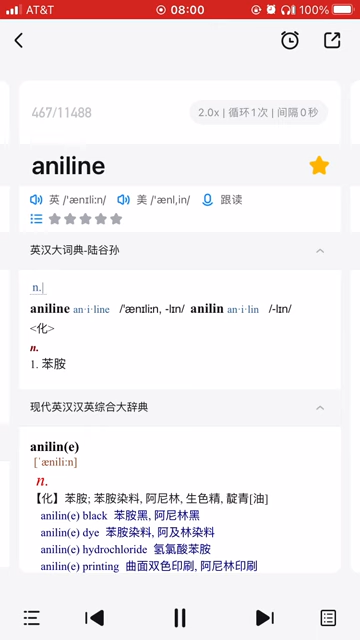 AT&T 08:00 100%
467/11488
2.0x | 循环1次 | 间隔0秒
aniline
英 /'ænɪliːn/ 美 /'ænl,in/ 跟读
英汉大词典-陆谷孙
n.
aniline an·i·line /ˈænɪliːn, -lɪn/ anilin an·i·lin /-lɪn/
<化>
n.
1. 苯胺
现代英汉汉英综合大辞典
anilin(e)
[ˈænili:n]
n.
【化】苯胺; 苯胺染料, 阿尼林, 生色精, 靛青[油]
anilin(e) black 苯胺黑, 阿尼林黑
anilin(e) dye 苯胺染料, 阿及林染料
anilin(e) hydrochloride 氢氯酸苯胺
anilin(e) printing 曲面双色印刷, 阿尼林印刷